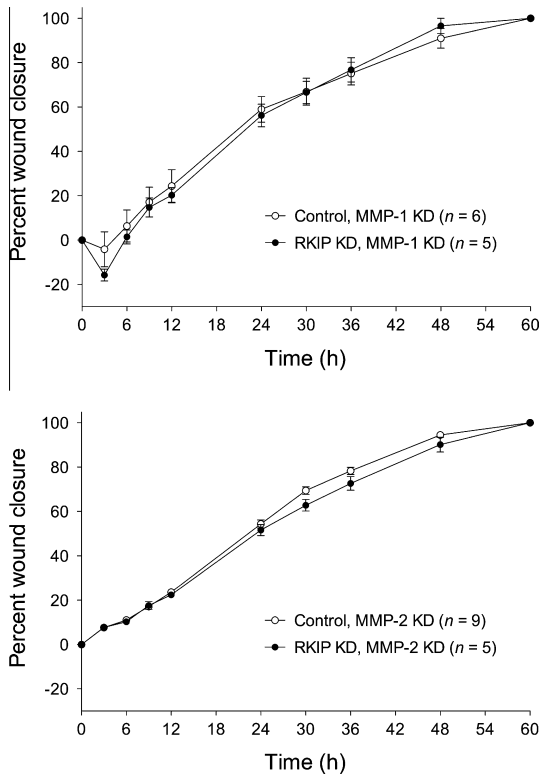 100
80
60
40
20
0
-20
Percent wound closure
Control, MMP-1 KD (n = 6)
RKIP KD, MMP-1 KD (n = 5)
0 6 12 18 24 30 36 42 48 54 60
Time (h)
100
80
60
40
20
0
-20
Percent wound closure
Control, MMP-2 KD (n = 9)
RKIP KD, MMP-2 KD (n = 5)
0 6 12 18 24 30 36 42 48 54 60
Time (h)